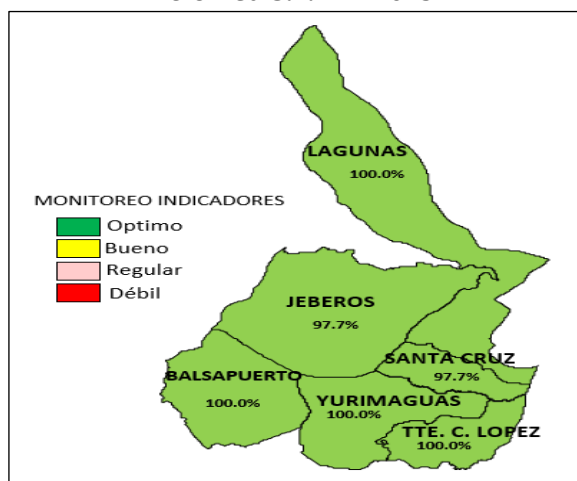 LAGUNAS
100.0%
MONITOREO INDICADORES
Optimo
Bueno
Regular
Débil
JEBEROS
97.7%
SANTA CRUZ
97.7%
BALSAPUERTO
100.0%
YURIMAGUAS
100.0%
TTE. C. LOPEZ
100.0%